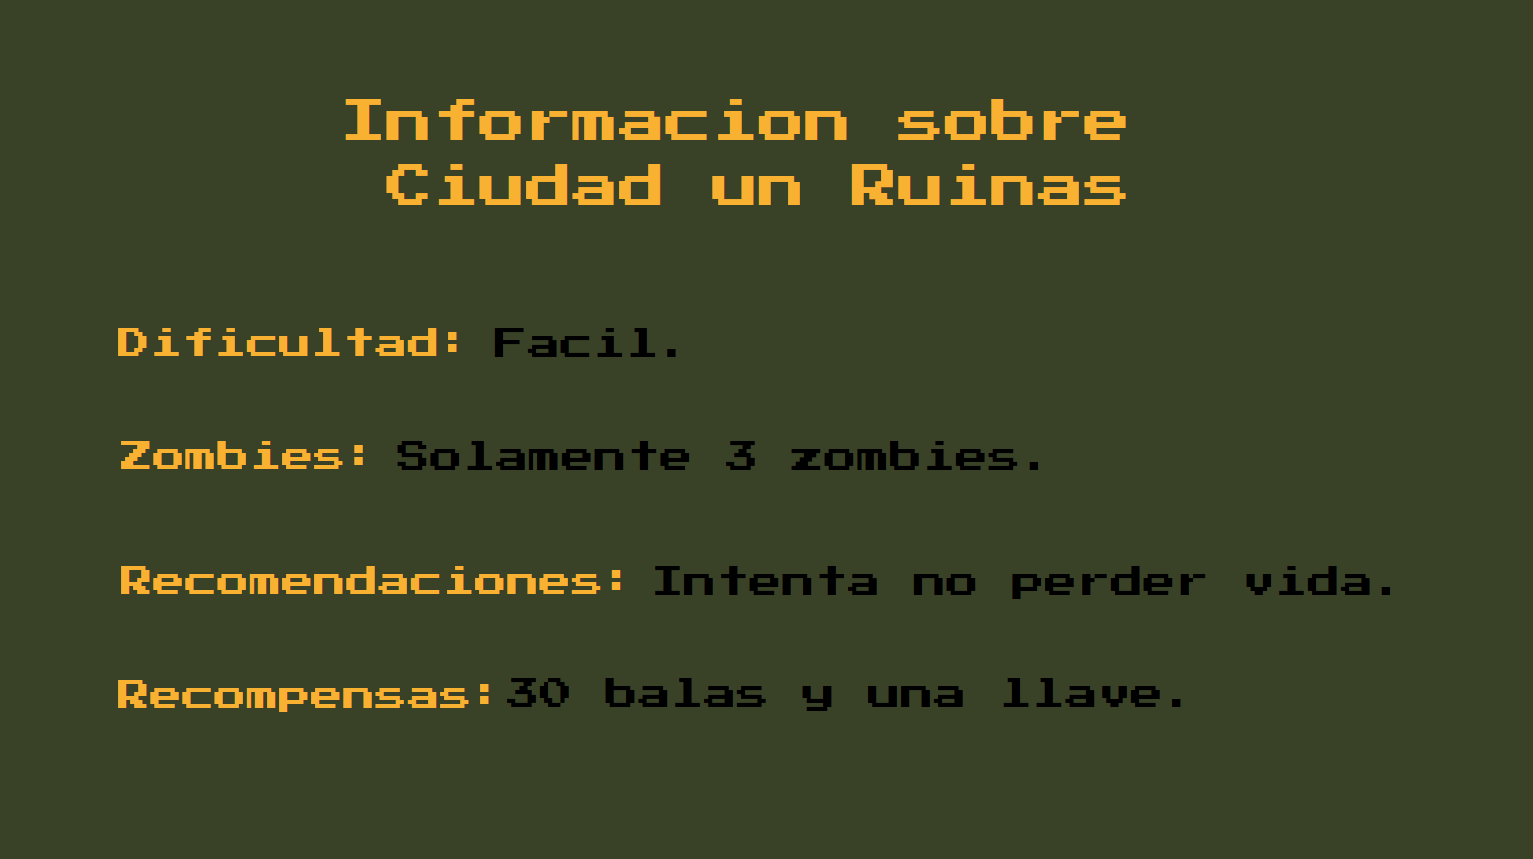 Informacion sobre
Ciudad un Ruinas
Dificultad: Facil.
Zombies: Solamente 3 zombies.
Recomendaciones: Intenta no perder vida.
Recompensas: 30 balas y una llave.